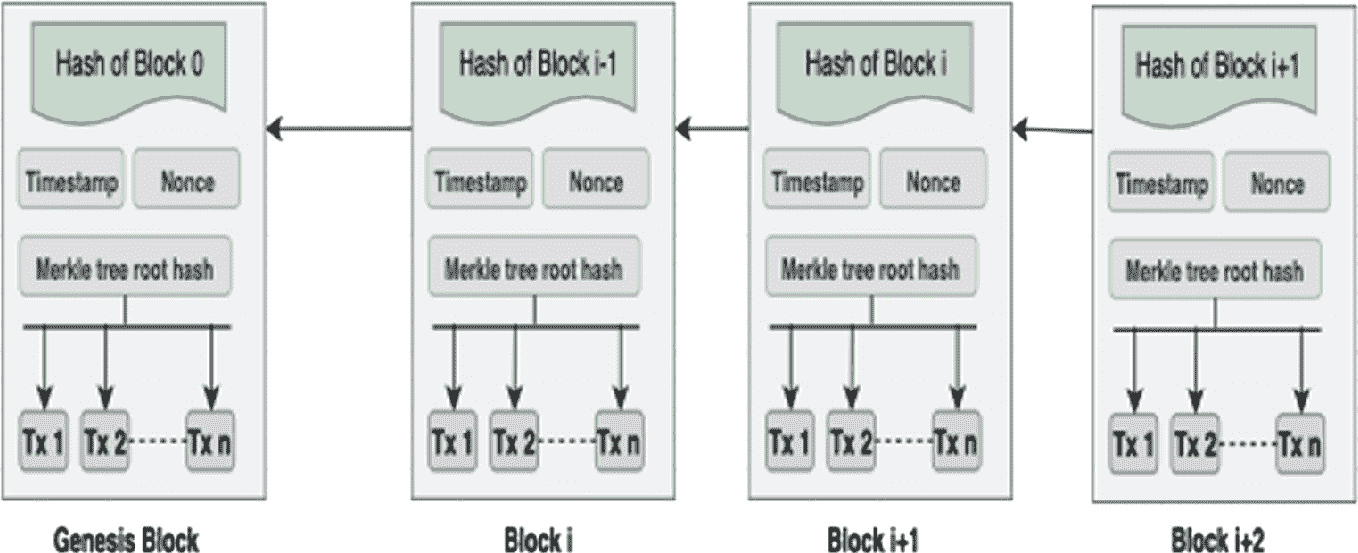 Hash of Block 0
Timestamp Nonce
Merkle tree root hash
Tx 1 Tx 2 Tx n
Genesis Block
Hash of Block i-1
Timestamp Nonce
Merkle tree root hash
Tx 1 Tx 2 Tx n
Block i
Hash of Block i
Timestamp Nonce
Merkle tree root hash
Tx 1 Tx 2 Tx n
Block i+1
Hash of Block i+1
Timestamp Nonce
Merkle tree root hash
Tx 1 Tx 2 Tx n
Block i+2